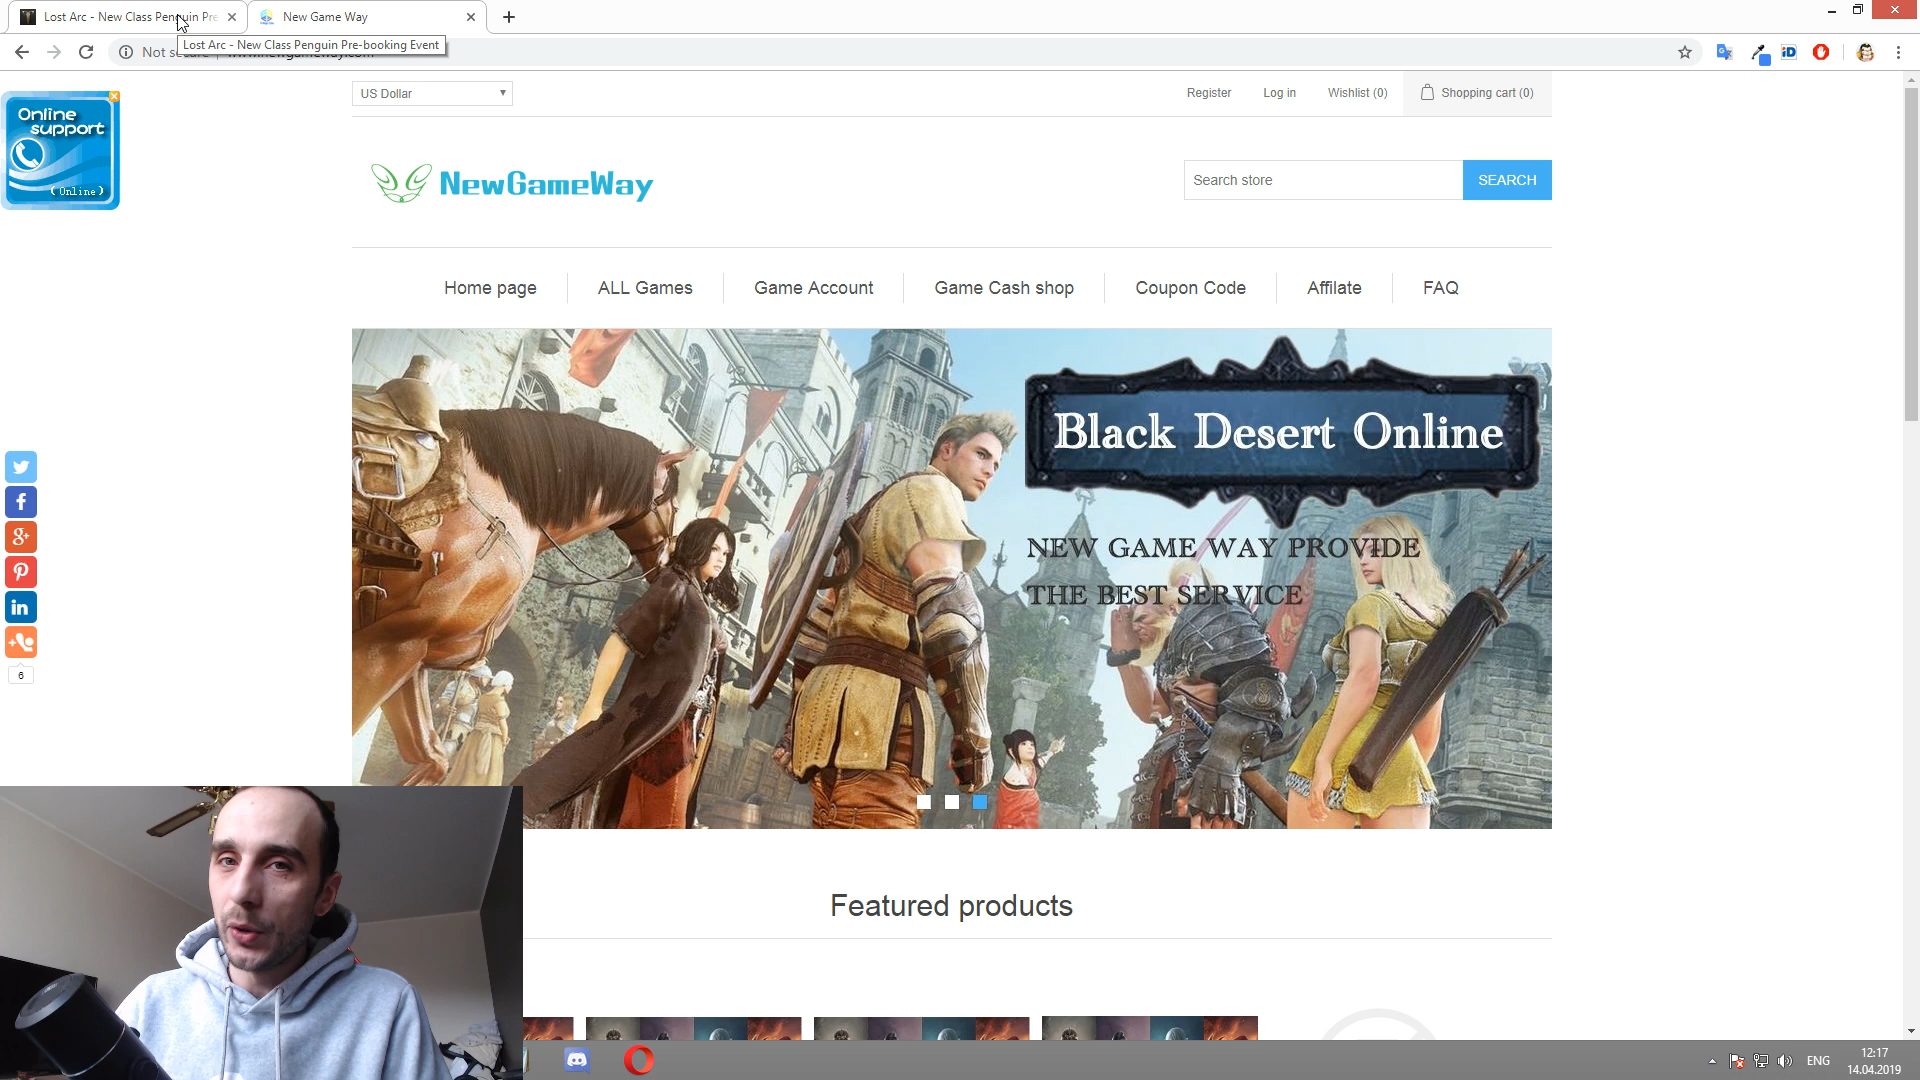 Lost Arc - New Class Penguin Pre
New Game Way
Lost Arc - New Class Penguin Pre-booking Event
Online
support
(Online)
US Dollar
Register
Log in
Wishlist (0)
Shopping cart (0)
NewGameWay
Search store
SEARCH
Home page
ALL Games
Game Account
Game Cash shop
Coupon Code
Affilate
FAQ
Black Desert Online
NEW GAME WAY PROVIDE
THE BEST SERVICE
6
Featured products
ENG
12:17
14.04.2019